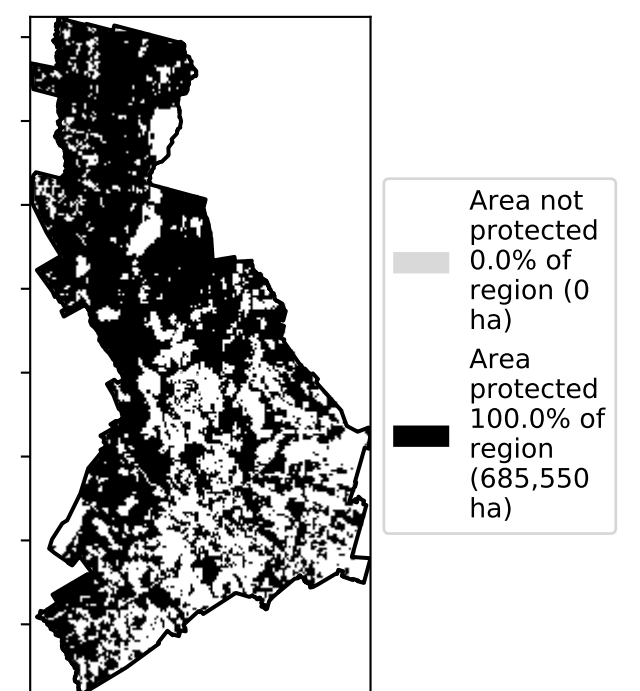 Area not
protected
0.0% of
region (0
ha)
Area
protected
100.0% of
region
(685,550
ha)